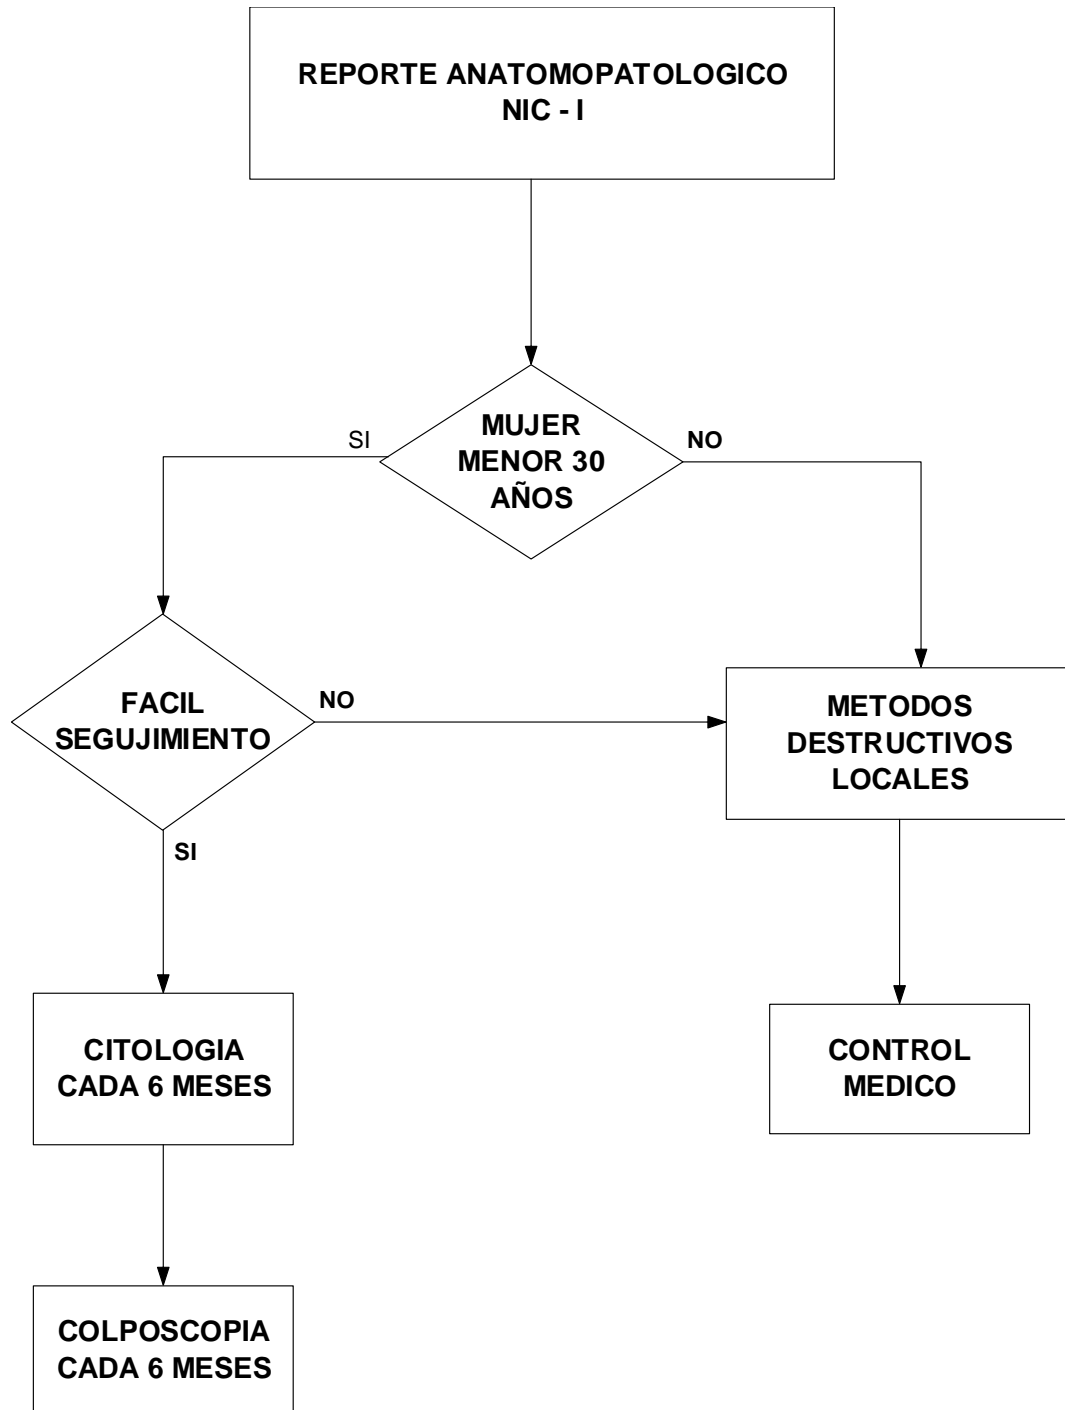 REPORTE ANATOMOPATOLOGICO
NIC - I
SI
MUJER
MENOR 30
AÑOS
NO
FACIL
SEGUJIMIENTO
NO
METODOS
DESTRUCTIVOS
LOCALES
SI
CITOLOGIA
CADA 6 MESES
CONTROL
MEDICO
COLPOSCOPIA
CADA 6 MESES